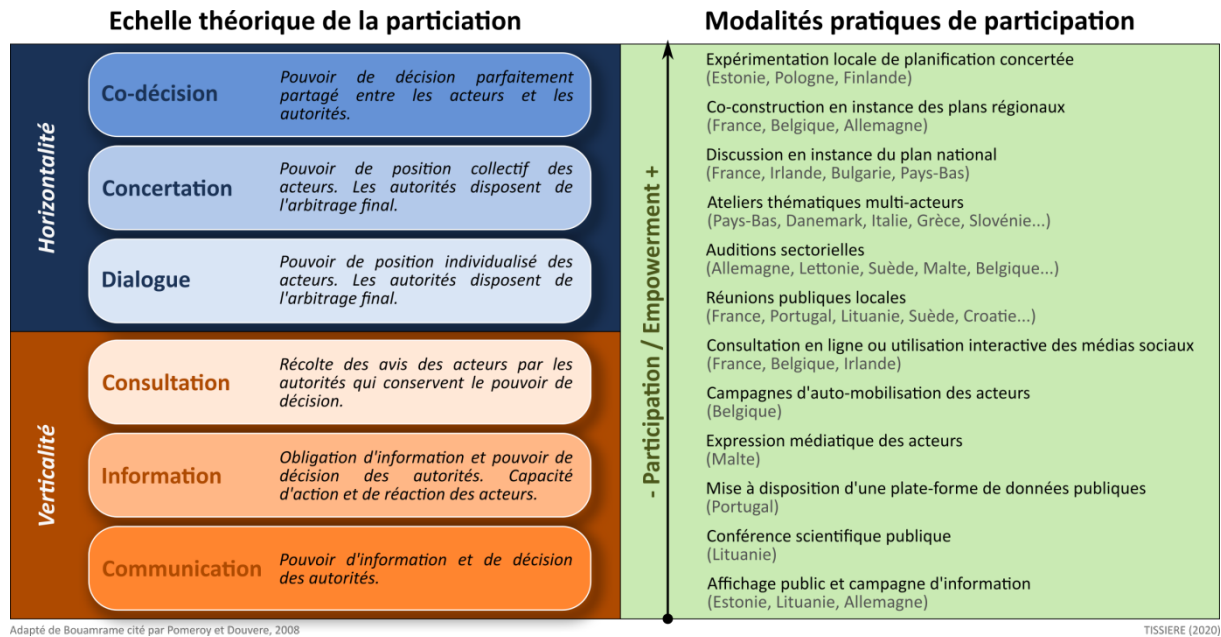 Echelle théorique de la particiation
Horizontalité
Co-décision
Pouvoir de décision parfaitement
partagé entre les acteurs et les
autorités.
Concertation
Pouvoir de position collectif des
acteurs. Les autorités disposent de
l'arbitrage final.
Dialogue
Pouvoir de position individualisé des
acteurs. Les autorités disposent de
l'arbitrage final.
Verticalité
Consultation
Récolte des avis des acteurs par les
autorités qui conservent le pouvoir de
décision.
Information
Obligation d'information et pouvoir de
décision des autorités. Capacité
d'action et de réaction des acteurs.
Communication
Pouvoir d'information et de décision
des autorités.
Modalités pratiques de participation
- Participation / Empowerment +
Expérimentation locale de planification concertée
(Estonie, Pologne, Finlande)
Co-construction en instance des plans régionaux
(France, Belgique, Allemagne)
Discussion en instance du plan national
(France, Irlande, Bulgarie, Pays-Bas)
Ateliers thématiques multi-acteurs
(Pays-Bas, Danemark, Italie, Grèce, Slovénie...)
Auditions sectorielles
(Allemagne, Lettonie, Suède, Malte, Belgique...)
Réunions publiques locales
(France, Portugal, Lituanie, Suède, Croatie...)
Consultation en ligne ou utilisation interactive des médias sociaux
(France, Belgique, Irlande)
Campagnes d'auto-mobilisation des acteurs
(Belgique)
Expression médiatique des acteurs
(Malte)
Mise à disposition d'une plate-forme de données publiques
(Portugal)
Conférence scientifique publique
(Lituanie)
Affichage public et campagne d'information
(Estonie, Lituanie, Allemagne)
Adapté de Bouamrame cité par Pomeroy et Douvere, 2008
TISSIERE (2020)